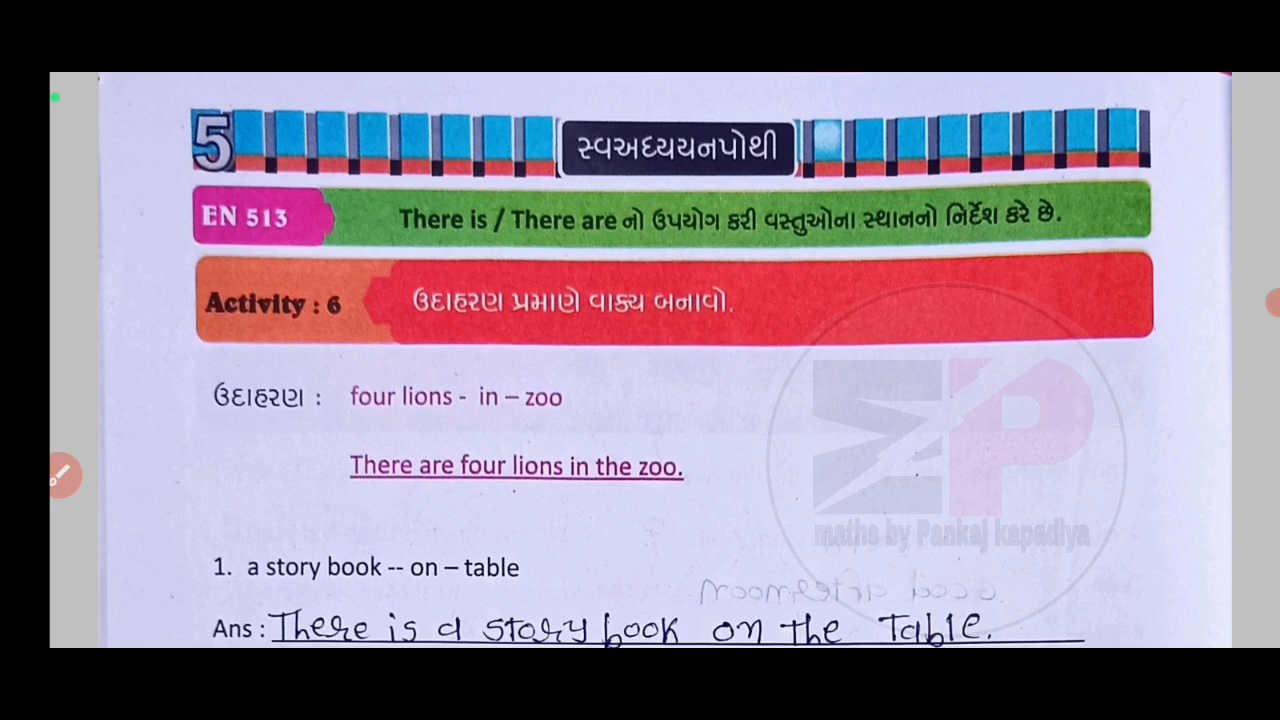 5
સ્વઅધ્યયનપોથી
EN 513
There is / There are નો ઉપયોગ કરી વસ્તુઓના સ્થાનનો નિર્દેશ કરે છે.
Activity : 6
ઉદાહરણ પ્રમાણે વાક્ય બનાવો.
ઉદાહરણ : four lions - in – zoo
There are four lions in the zoo.
ZP
maths by Pankaj kapadiya
1. a story book -- on – table
Ans : There is a story book on the Table.